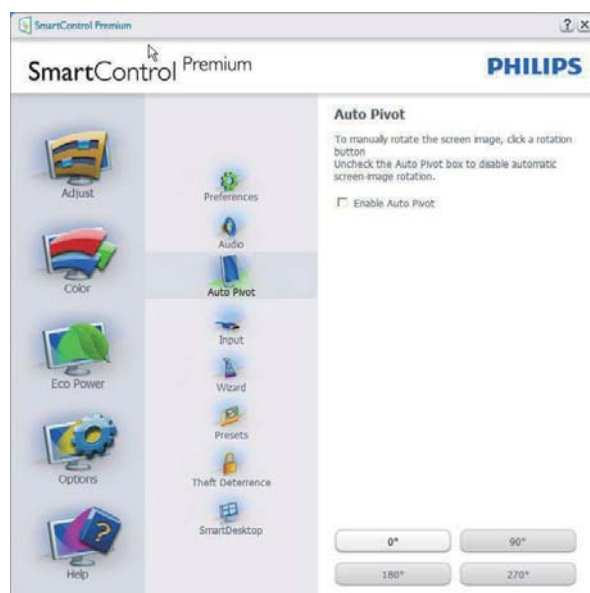 SmartControl Premium
? x
SmartControl Premium
PHILIPS
Adjust
Color
Eco Power
Options
Help
Preferences
Audio
Auto Pivot
Input
Wizard
Presets
Theft Deterrence
SmartDesktop
Auto Pivot
To manually rotate the screen image, click a rotation
button
Uncheck the Auto Pivot box to disable automatic
screen-image rotation.
Enable Auto Pivot
0°
90°
180°
270°